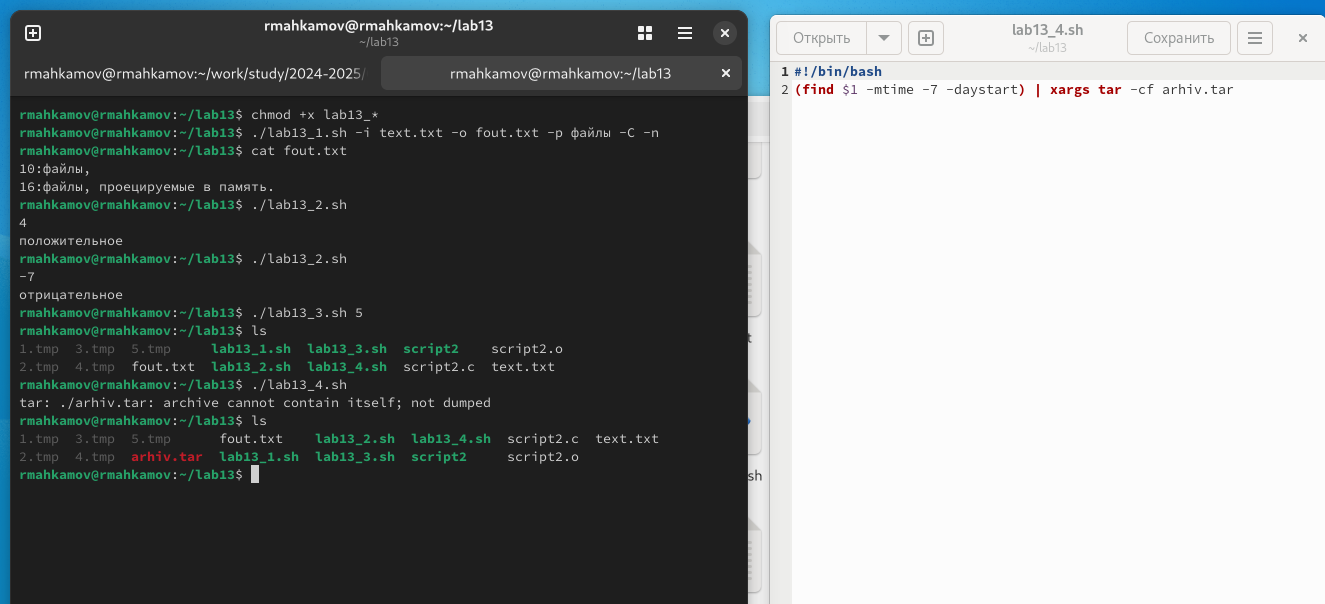 rmahkamov@rmahkamov:~/lab13
~/lab13
rmahkamov@rmahkamov:~/work/study/2024-2025/
rmahkamov@rmahkamov:~/lab13
rmahkamov@rmahkamov:~/lab13$ chmod +x lab13_*
rmahkamov@rmahkamov:~/lab13$ ./lab13_1.sh -i text.txt -o fout.txt -p файлы -C -n
rmahkamov@rmahkamov:~/lab13$ cat fout.txt
10:файлы,
16:файлы, проецируемые в память.
rmahkamov@rmahkamov:~/lab13$ ./lab13_2.sh
4
положительное
rmahkamov@rmahkamov:~/lab13$ ./lab13_2.sh
-7
отрицательное
rmahkamov@rmahkamov:~/lab13$ ./lab13_3.sh 5
rmahkamov@rmahkamov:~/lab13$ ls
1.tmp 3.tmp 5.tmp lab13_1.sh lab13_3.sh script2 script2.o
2.tmp 4.tmp fout.txt lab13_2.sh lab13_4.sh script2.c text.txt
rmahkamov@rmahkamov:~/lab13$ ./lab13_4.sh
tar: ./arhiv.tar: archive cannot contain itself; not dumped
rmahkamov@rmahkamov:~/lab13$ ls
1.tmp 3.tmp 5.tmp fout.txt lab13_2.sh lab13_4.sh script2.c text.txt
2.tmp 4.tmp arhiv.tar lab13_1.sh lab13_3.sh script2 script2.o
rmahkamov@rmahkamov:~/lab13$
t
sh
Открыть
lab13_4.sh
~/lab13
Сохранить
1 #!/bin/bash
2 (find $1 -mtime -7 -daystart) | xargs tar -cf arhiv.tar